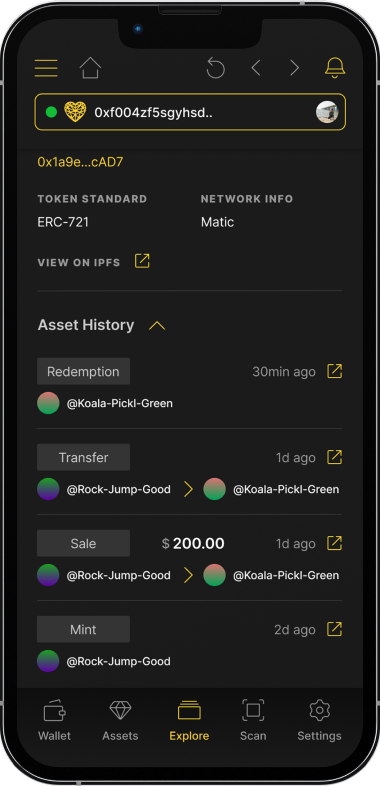 0xf004zf5sgyhsd..
0x1a9e...cAD7
TOKEN STANDARD NETWORK INFO
ERC-721 Matic
VIEW ON IPFS
Asset History
Redemption 30min ago
@Koala-Pickl-Green
Transfer 1d ago
@Rock-Jump-Good @Koala-Pickl-Green
Sale $ 200.00 1d ago
@Rock-Jump-Good @Koala-Pickl-Green
Mint 2d ago
@Rock-Jump-Good
Wallet Assets Explore Scan Settings